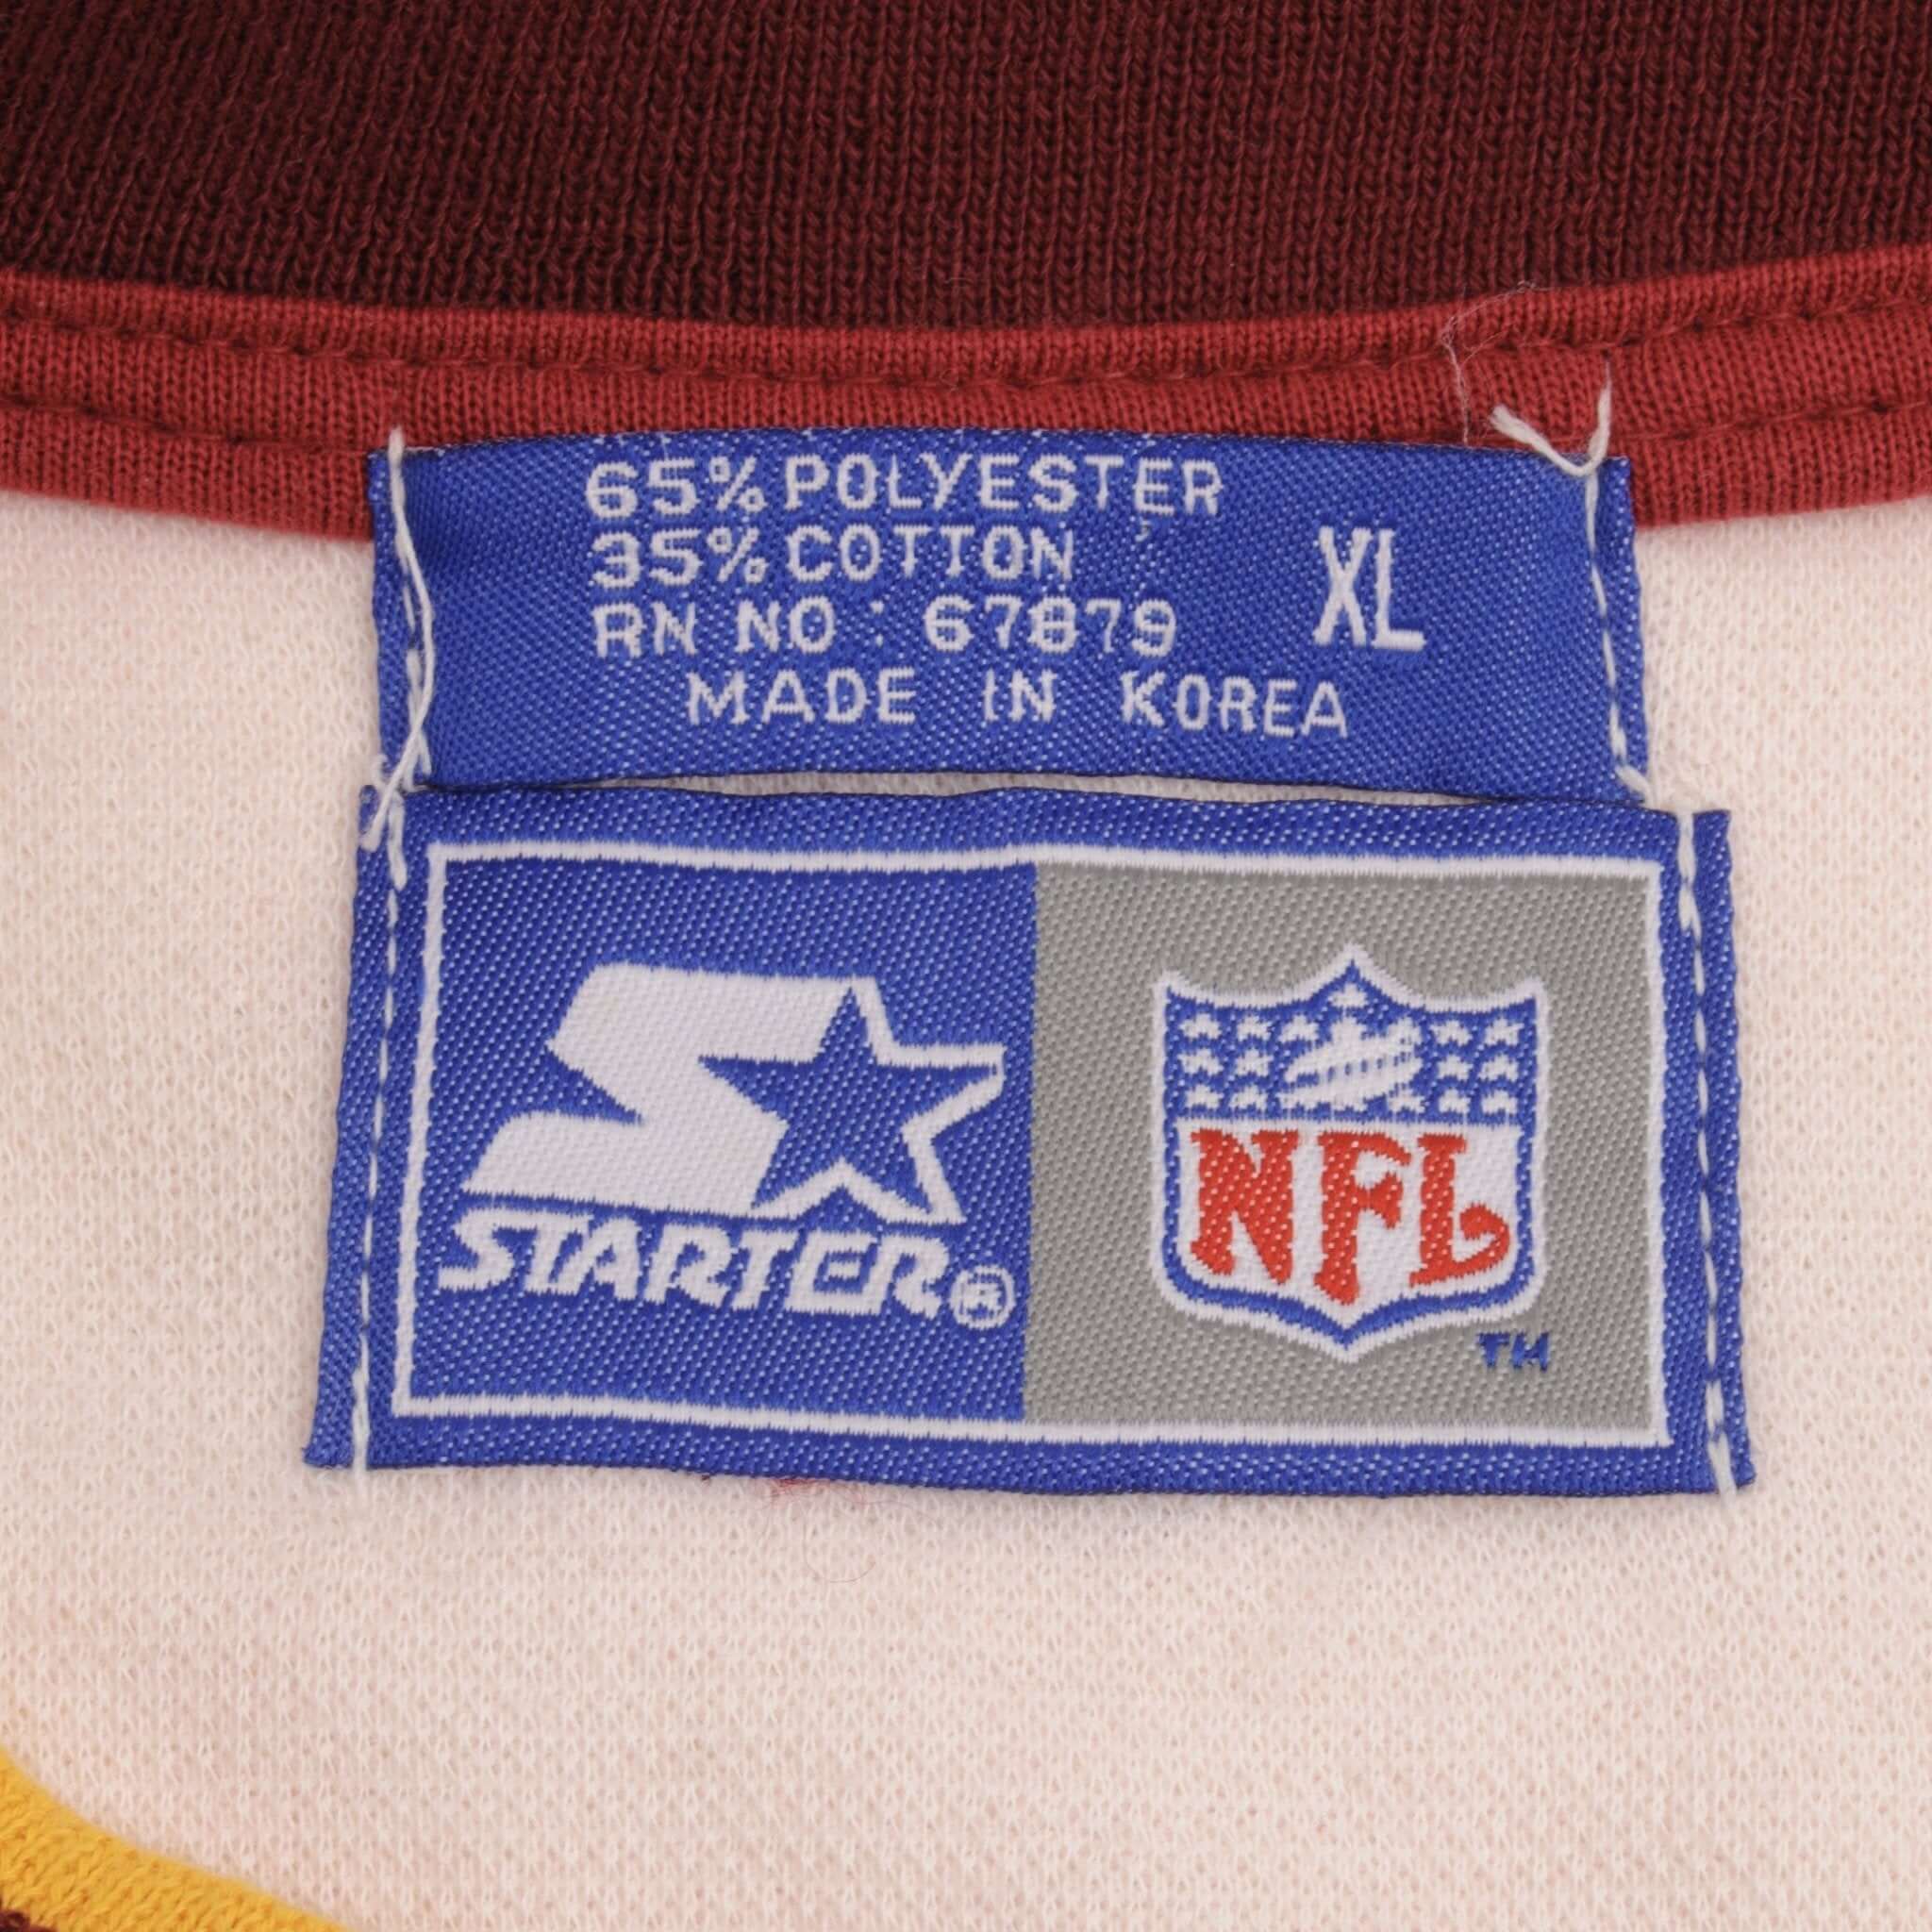 65% POLYESTER
35% COTTON
RN NO : 67879
XL
MADE IN KOREA
STARTER®
NFL
TM